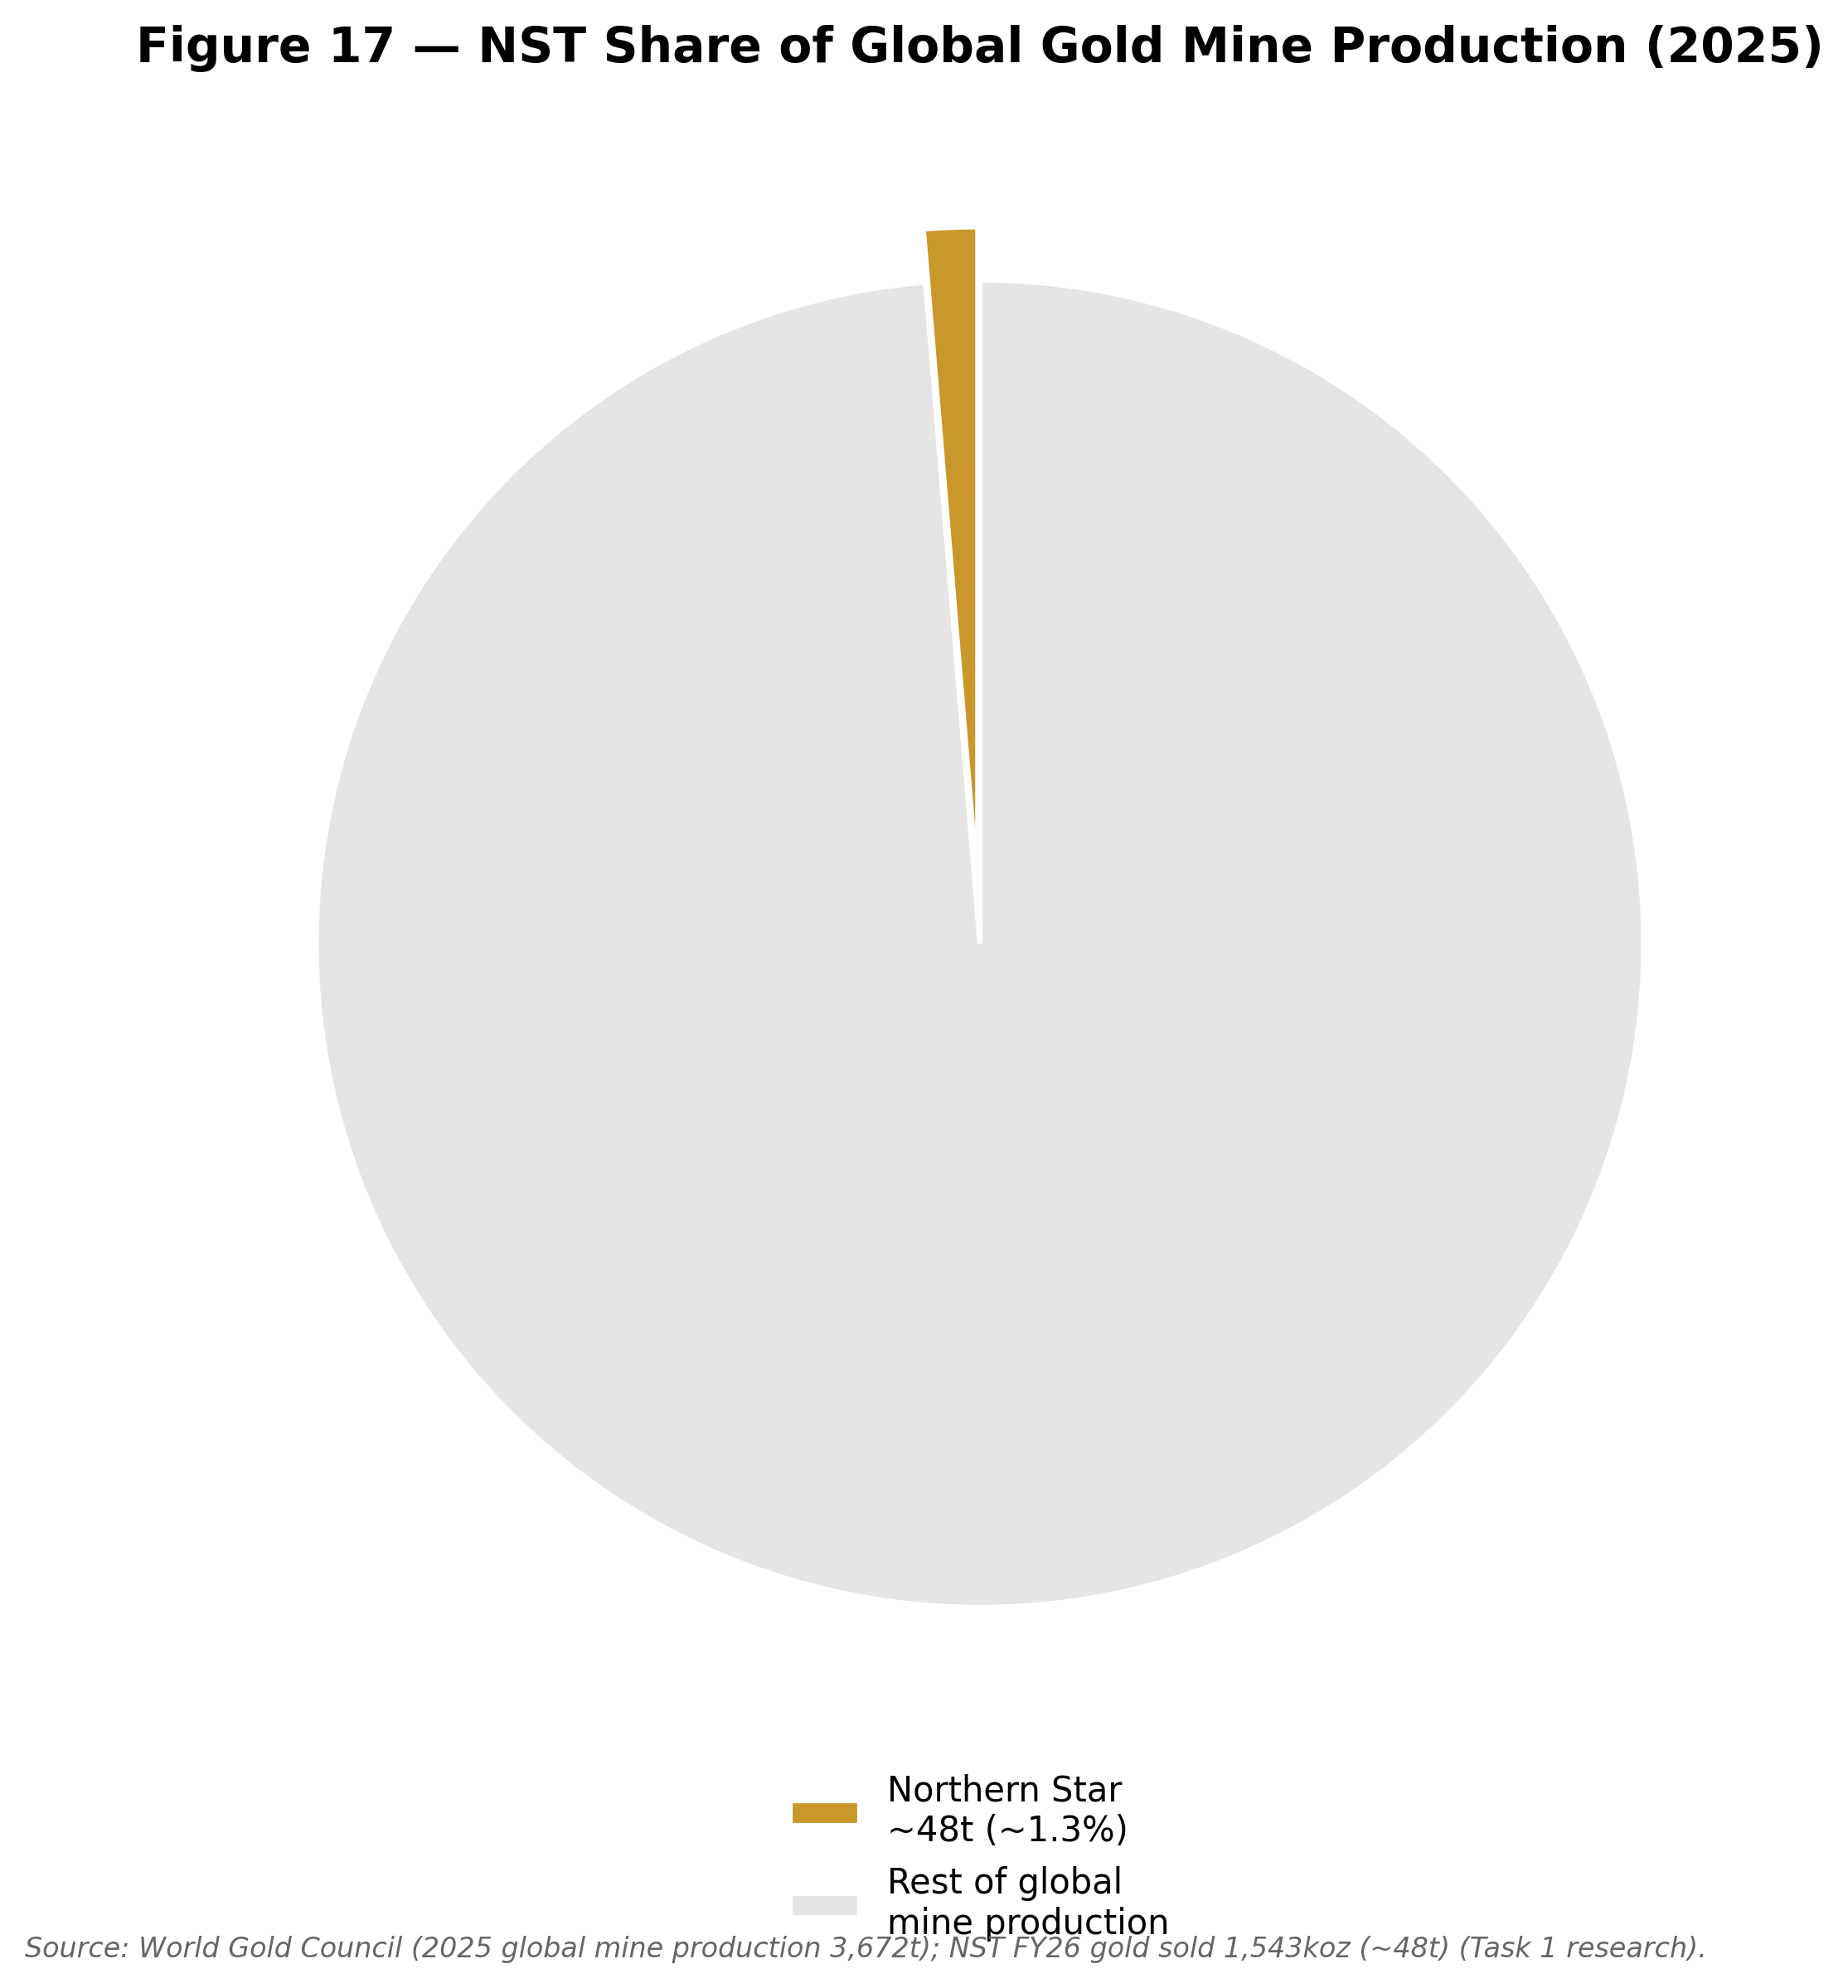 Figure 17 — NST Share of Global Gold Mine Production (2025)
Northern Star
~48t (~1.3%)
Rest of global
mine production
Source: World Gold Council (2025 global mine production 3,672t); NST FY26 gold sold 1,543koz (~48t) (Task 1 research).